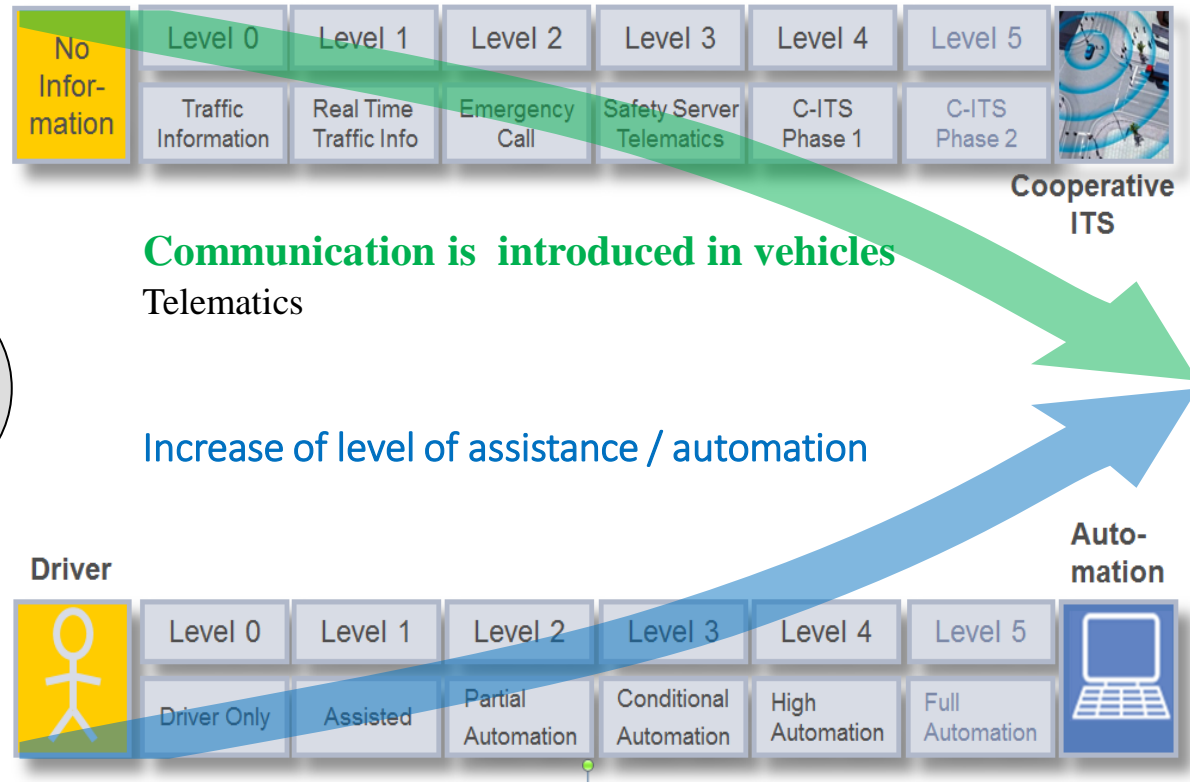 No
Infor-
mation
Level 0
Level 1
Level 2
Level 3
Level 4
Level 5
Traffic
Information
Real Time
Traffic Info
Emergency
Call
Safety Server
Telematics
C-ITS
Phase 1
C-ITS
Phase 2
Cooperative
ITS
Communication is introduced in vehicles
Telematics
Increase of level of assistance / automation
Driver
Auto-
mation
Level 0
Level 1
Level 2
Level 3
Level 4
Level 5
Driver Only
Assisted
Partial
Automation
Conditional
Automation
High
Automation
Full
Automation